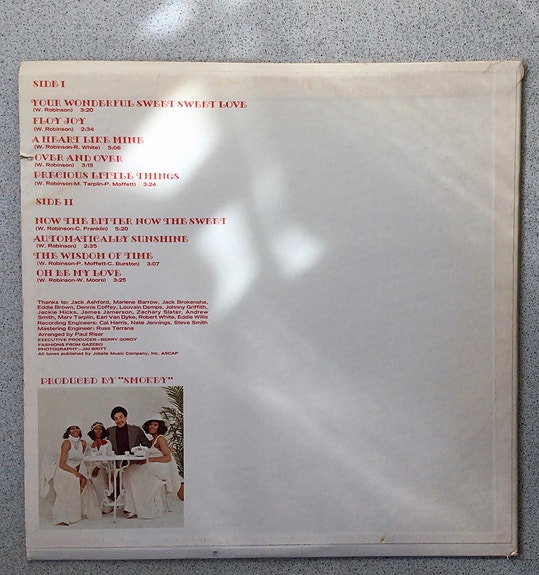 SIDE I
YOUR WONDERFUL SWEET SWEET LOVE
(W. Robinson) 3:20
FLOY JOY
(W. Robinson) 2:34
A HEART LIKE MINE
(W. Robinson-R. White) 3:06
OVER AND OVER
(W. Robinson) 3:15
PRECIOUS LITTLE THINGS
(W. Robinson-M. Tarplin-P. Moffett) 3:24
SIDE II
NOW THE BITTER NOW THE SWEET
(W. Robinson-C. Franklin) 5:20
AUTOMATICALLY SUNSHINE
(W. Robinson) 2:35
THE WISDOM OF TIME
(W. Robinson-P. Moffett-C. Burston) 3:07
OH BE MY LOVE
(W. Robinson-W. Moore) 3:25
Thanks to: Jack Ashford, Marlene Barrow, Jack Brokensha,
Eddie Brown, Dennis Coffey, Louvain Demps, Johnny Griffith,
Jackie Hicks, James Jamerson, Zachary Slater, Andrew
Smith, Marv Tarplin, Earl Van Dyke, Robert White, Eddie Willis
Recording Engineers: Cal Harris, Nate Jennings, Steve Smith
Mastering Engineer: Russ Terrana
Arranged by Paul Riser
EXECUTIVE PRODUCER-BERRY GORDY
FASHIONS FROM GAZEBO
PHOTOGRAPHY-JIM BRITT
All tunes published by Jobete Music Company, Inc. ASCAP
PRODUCED BY "SMOKEY"